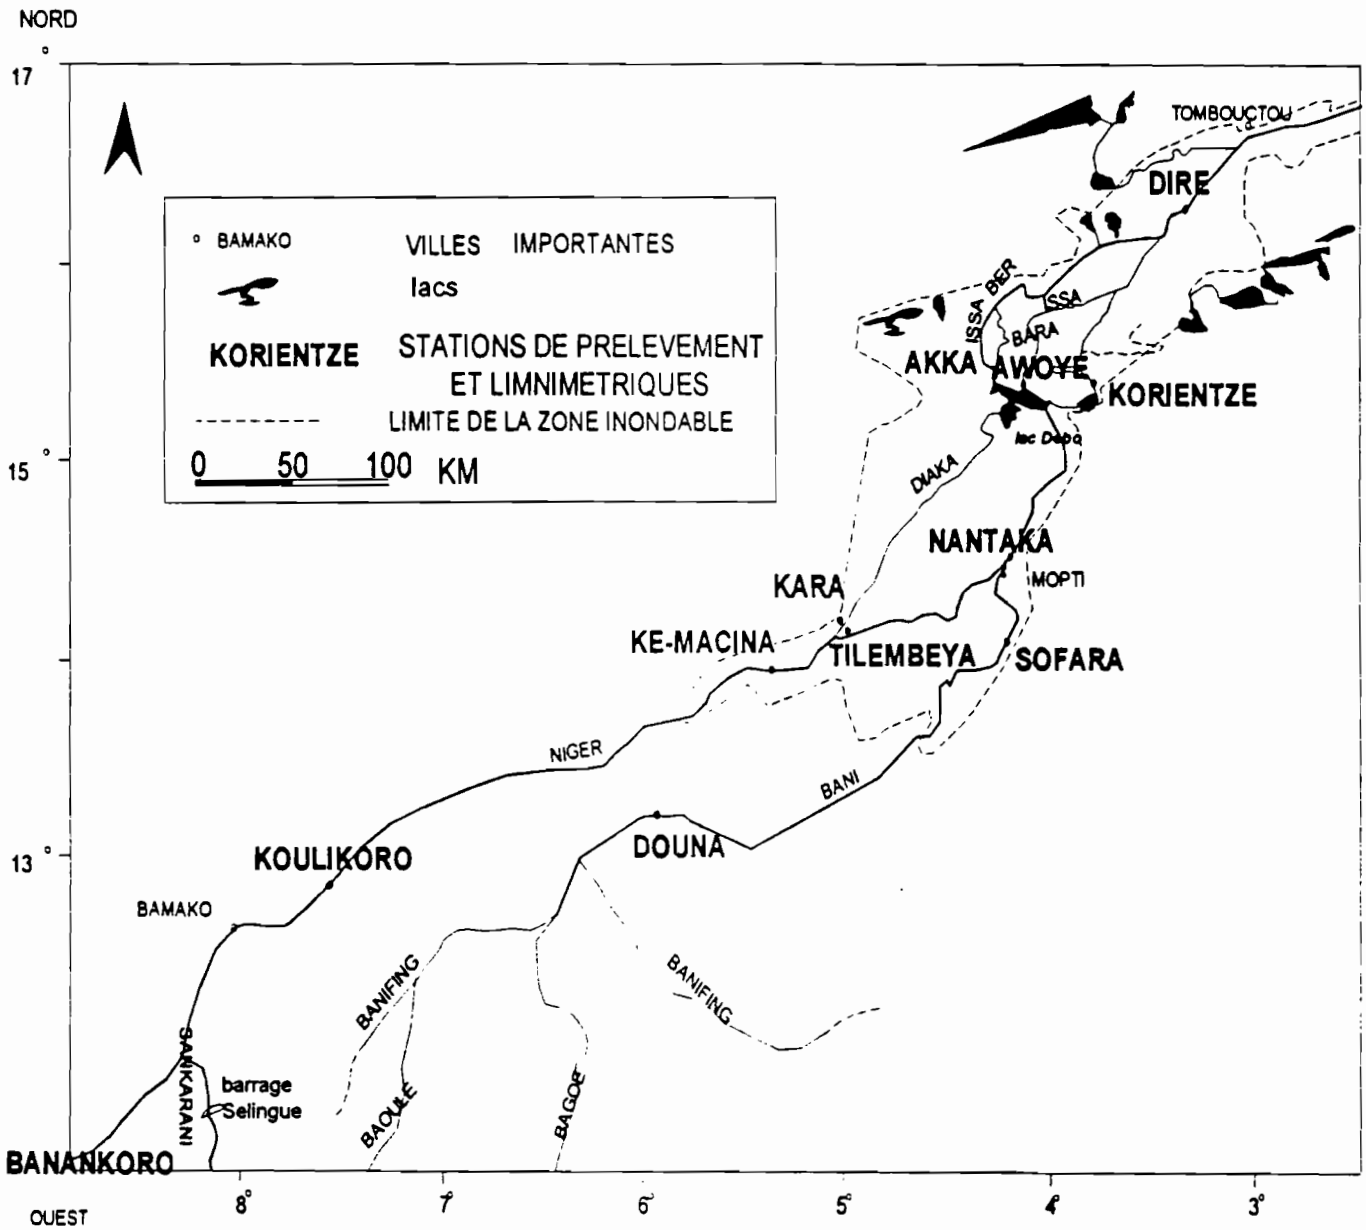 NORD
17°
TOMBOUCTOU
DIRE
° BAMAKO VILLES IMPORTANTES
lacs
KORIENTZE STATIONS DE PRELEVEMENT
ET LIMNIMETRIQUES
LIMITE DE LA ZONE INONDABLE
0 50 100 KM
ISSA BER
ISSA
BARA
AKKA AWOYE
KORIENTZE
lac Debo
15°
DIAKA
NANTAKA
MOPTI
KARA
KE-MACINA
TILEMBEYA
SOFARA
NIGER
BANI
DOUNA
13°
KOULIKORO
BAMAKO
BANIFING
BANIFING
SANKARANI
barrage
Selingue
BAOULE
BAGOE
BANANKORO
8° 7° 6° 5° 4° 3°
OUEST